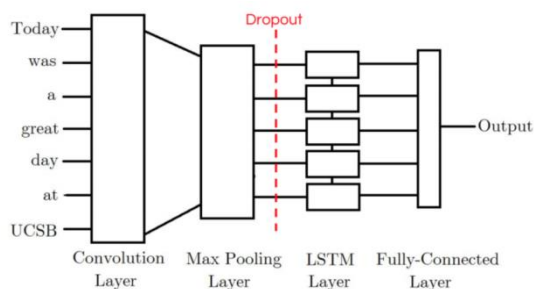 Dropout
Today
was
a
great
day
at
UCSB
Output
Convolution
Layer
Max Pooling
Layer
LSTM
Layer
Fully-Connected
Layer